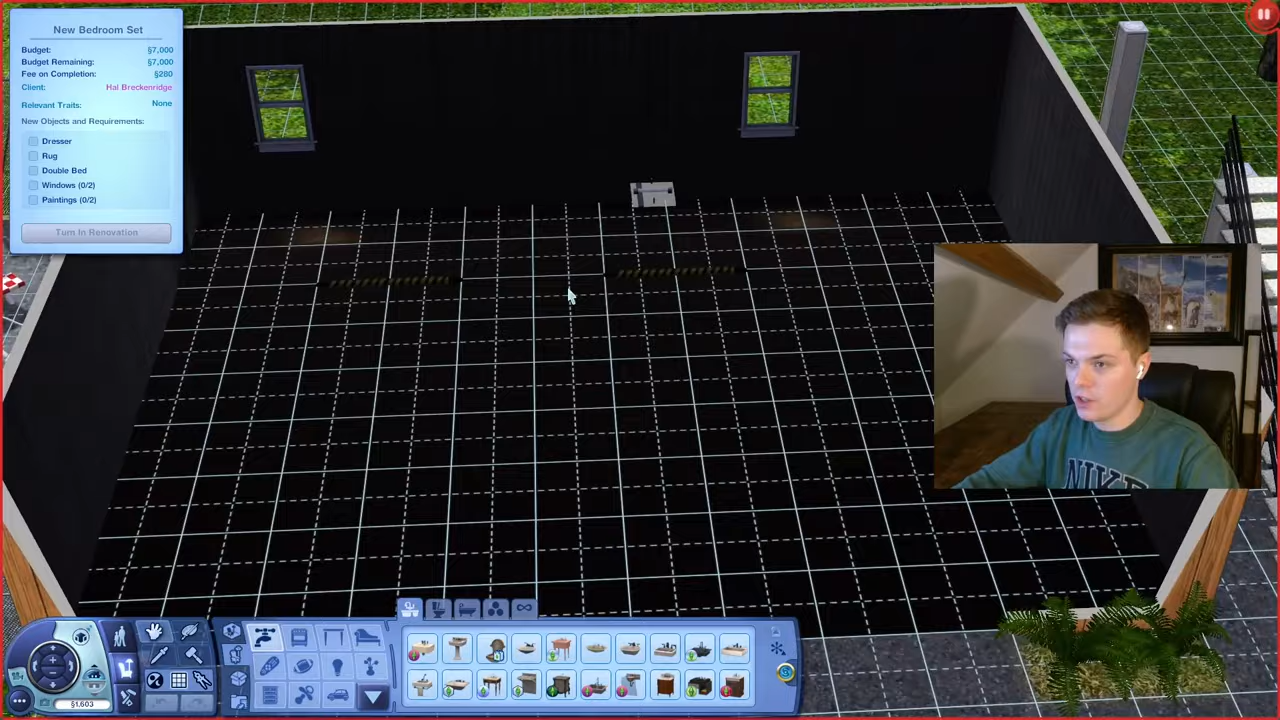 New Bedroom Set
Budget: §7,000
Budget Remaining: §7,000
Fee on Completion: §280
Client: Hal Breckenridge
Relevant Traits: None
New Objects and Requirements:
Dresser
Rug
Double Bed
Windows (0/2)
Paintings (0/2)
Turn In Renovation
NIKE
§1,603